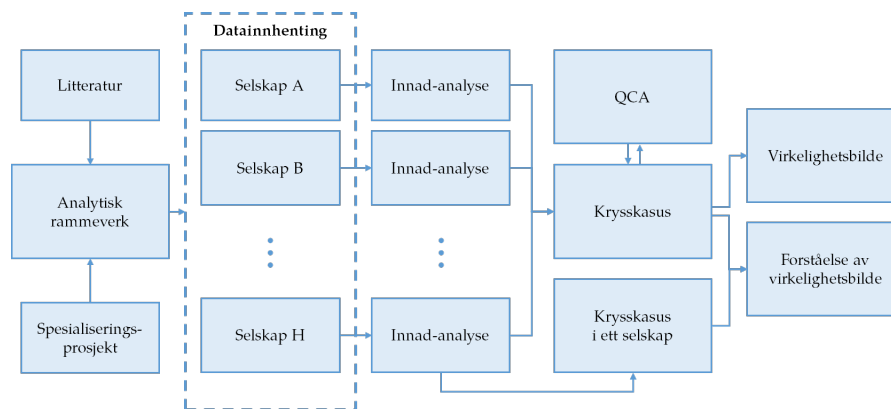 Datainnhenting
Litteratur
Selskap A
Innad-analyse
QCA
Selskap B
Innad-analyse
Virkelighetsbilde
Analytisk
rammeverk
Krysskasus
Forståelse av
virkelighetsbilde
Spesialiserings-
prosjekt
Selskap H
Innad-analyse
Krysskasus
i ett selskap